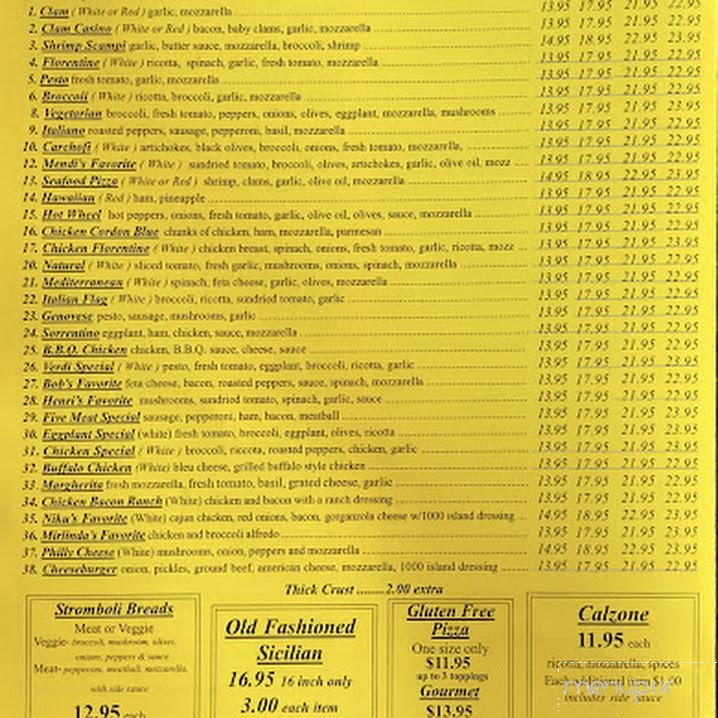 1. Clam ( White or Red ) garlic, mozzarella 13.95 17.95 21.95 22.95
2. Clam Casino ( White or Red ) bacon, baby clams, garlic 13.95 17.95 21.95 22.95
3. Shrimp Scampi garlic, butter sauce, mozzarella, broccoli, shrimp 14.95 18.95 22.95 23.95
4. Florentine ( White ) ricotta, spinach, garlic, fresh tomato, mozzarella 13.95 17.95 21.95 22.95
5. Pesto fresh tomato, garlic, mozzarella 13.95 17.95 21.95 22.95
6. Broccoli ( White ) ricotta, broccoli, garlic, mozzarella 13.95 17.95 21.95 22.95
8. Vegetarian broccoli, fresh tomato, peppers, onions, olives, eggplant, mozzarella, mushrooms 13.95 17.95 21.95 23.95
9. Italiano roasted peppers, sausage, pepperoni, basil, mozzarella 13.95 17.95 21.95 22.95
10. Carchofi ( White ) artichokes, black olives, broccoli, onions, fresh tomato, mozzarella, 13.95 17.95 21.95 22.95
12. Mendi's Favorite ( White ) sundried tomato, broccoli, olives, artichokes, garlic, olive oil, mozz 13.95 17.95 21.95 22.95
13. Seafood Pizza ( White or Red ) shrimp, clams, garlic, olive oil, mozzarella 14.95 18.95 22.95 23.95
14. Hawaiian ( Red ) ham, pineapple 13.95 17.95 21.95 22.95
15. Hot Wheel hot peppers, onions, fresh tomato, garlic, olive oil, olives, sauce, mozzarella 13.95 17.95 21.95 22.95
16. Chicken Cordon Blue chunks of chicken, ham, mozzarella, parmesan 13.95 17.95 21.95 22.95
17. Chicken Florentine ( White ) chicken breast, spinach, onions, fresh tomato, garlic, ricotta, mozz 13.95 17.95 21.95 23.95
20. Natural ( White ) sliced tomato, fresh garlic, mushrooms, onions, spinach, mozzarella 13.95 17.95 21.95 22.95
21. Mediterranean ( White ) spinach, feta cheese, garlic, olives, mozzarella 13.95 17.95 21.95 22.95
22. Italian Flag ( White ) broccoli, ricotta, sundried tomato, garlic 13.95 17.95 21.95 22.95
23. Genovese pesto, sausage, mushrooms, garlic 13.95 17.95 21.95 22.95
24. Sorrentino eggplant, ham, chicken, sauce, mozzarella 13.95 17.95 21.95 22.95
25. B.B.Q. Chicken chicken, B.B.Q. sauce, cheese, sauce 13.95 17.95 21.95 22.95
26. Verdi Special ( White ) pesto, fresh tomato, eggplant, broccoli, ricotta, garlic 13.95 17.95 21.95 23.95
27. Bob's Favorite feta cheese, bacon, roasted peppers, sauce, spinach, mozzarella 13.95 17.95 21.95 22.95
28. Henri's Favorite mushrooms, sundried tomato, spinach, garlic, sauce 13.95 17.95 21.95 22.95
29. Five Meat Special sausage, pepperoni, ham, bacon, meatball 13.95 17.95 21.95 23.95
30. Eggplant Special (white) fresh tomato, broccoli, eggplant, olives, ricotta 13.95 17.95 21.95 22.95
31. Chicken Special ( White ) broccoli, riccota, roasted peppers, chicken, garlic 13.95 17.95 21.95 23.95
32. Buffalo Chicken (White) bleu cheese, grilled buffalo style chicken 13.95 17.95 21.95 22.95
33. Margherita fresh mozzarella, fresh tomato, basil, grated cheese, garlic 13.95 17.95 21.95 23.95
34. Chicken Bacon Ranch (White) chicken and bacon with a ranch dressing 13.95 17.95 21.95 22.95
35. Niku's Favorite (White) cajun chicken, red onions, bacon, gorganzola cheese w/1000 island dressing 14.95 18.95 22.95 23.95
36. Mirlinda's Favorite chicken and broccoli alfredo 13.95 17.95 21.95 22.95
37. Philly Cheese (White) mushrooms, onion, peppers and mozzarella 14.95 18.95 22.95 23.95
38. Cheeseburger onion, pickles, ground beef, american cheese, mozzarella, 1000 island dressing 13.95 17.95 21.95 22.95
Thick Crust ........ 2.00 extra
Stromboli Breads
Meat or Veggie
Veggie- broccoli, mushroom, olives,
onions, peppers & sauce
Meat- pepperoni, meatball, mozzarella,
with side sauce
12.95 each
Old Fashioned
Sicilian
16.95 16 inch only
3.00 each item
Gluten Free
Pizza
One size only
$11.95
up to 3 toppings
Gourmet
$13.95
Calzone
11.95 each
ricotta, mozzarella, spices
Each additional item $1.00
includes side sauce
menupix